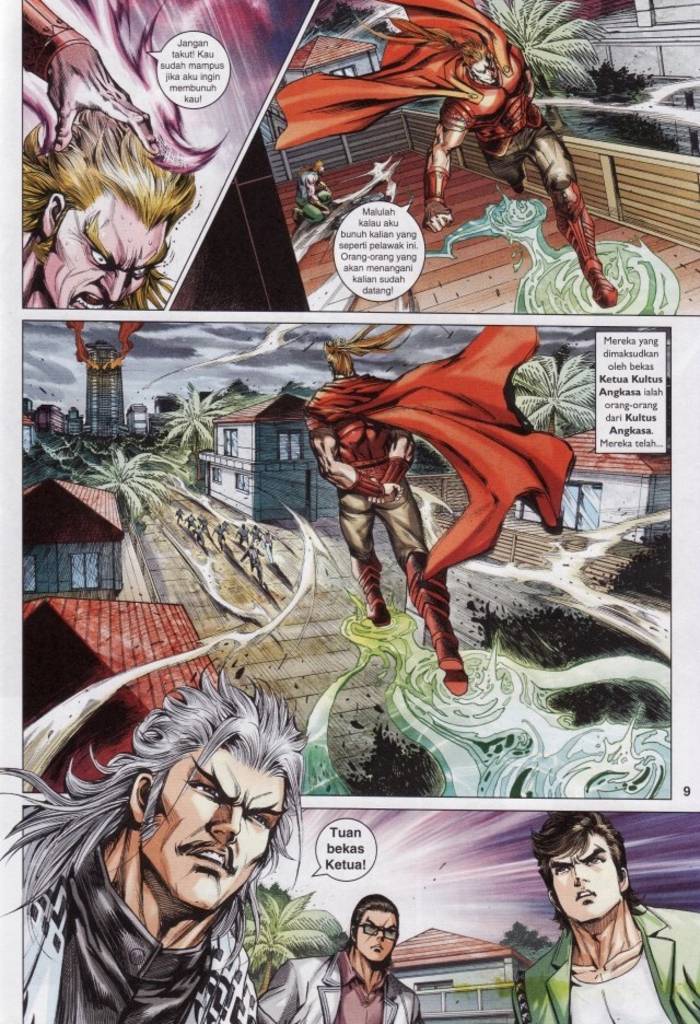 Jangan
takut! Kau
sudah mampus
jika aku ingin
membunuh
kau!
Malulah
kalau aku
bunuh kalian yang
seperti pelawak ini.
Orang-orang yang
akan menangani
kalian sudah
datang!
Mereka yang
dimaksudkan
oleh bekas
Ketua Kultus
Angkasa ialah
orang-orang
dari Kultus
Angkasa.
Mereka telah...
9
Tuan
bekas
Ketua!